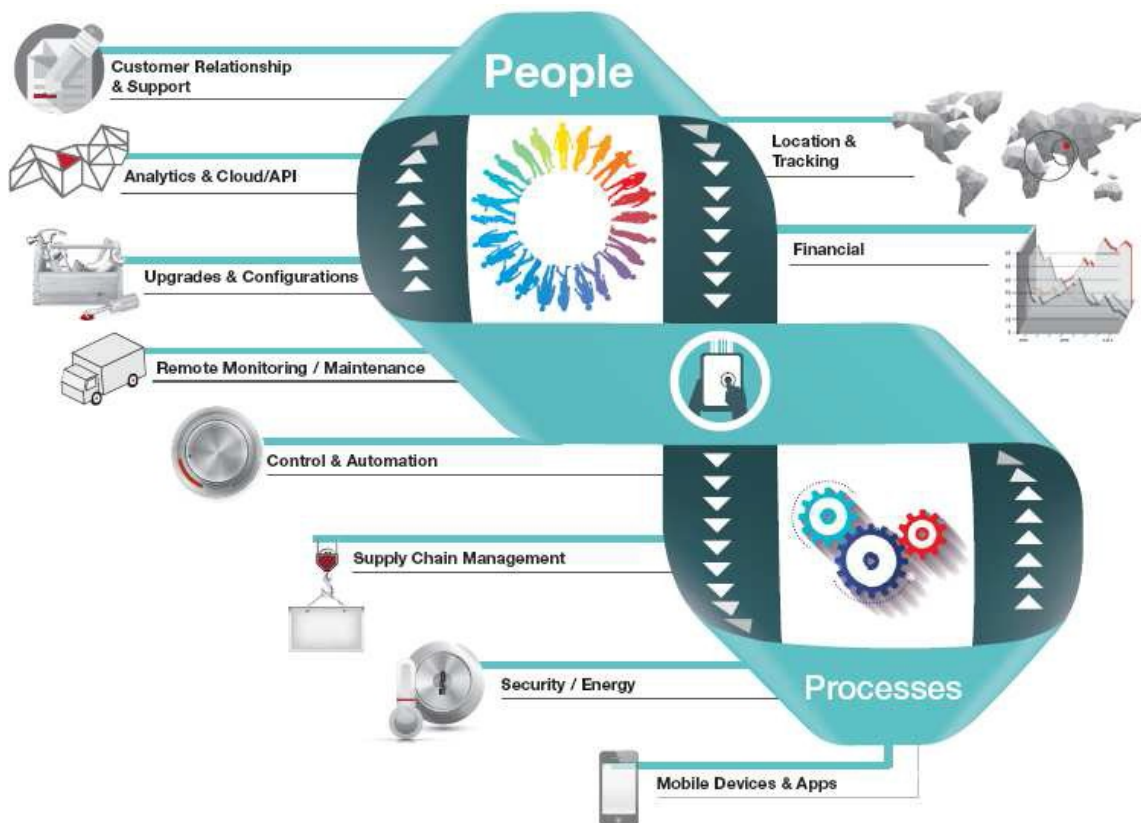 People
Customer Relationship
& Support
Location &
Tracking
Analytics & Cloud/API
Financial
Upgrades & Configurations
Remote Monitoring / Maintenance
Control & Automation
Supply Chain Management
Security / Energy
Processes
Mobile Devices & Apps